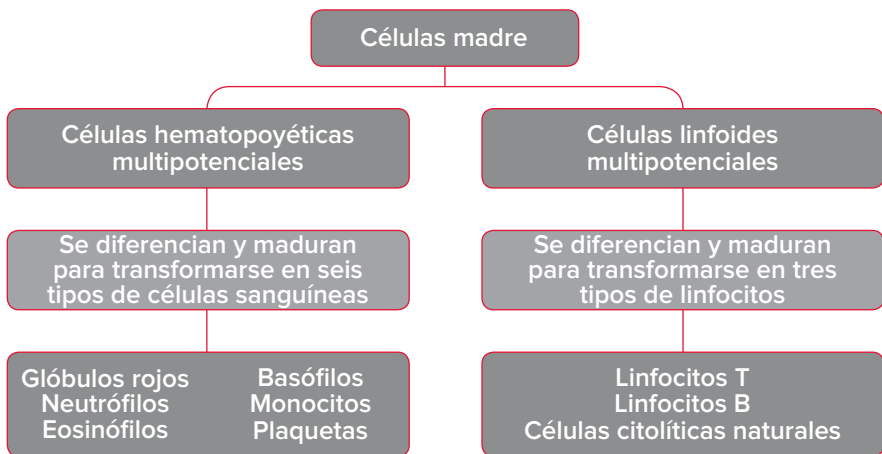 Células madre
Células hematopoyéticas
multipotenciales
Células linfoides
multipotenciales
Se diferencian y maduran
para transformarse en seis
tipos de células sanguíneas
Se diferencian y maduran
para transformarse en tres
tipos de linfocitos
Glóbulos rojos
Neutrófilos
Eosinófilos
Basófilos
Monocitos
Plaquetas
Linfocitos T
Linfocitos B
Células citolíticas naturales